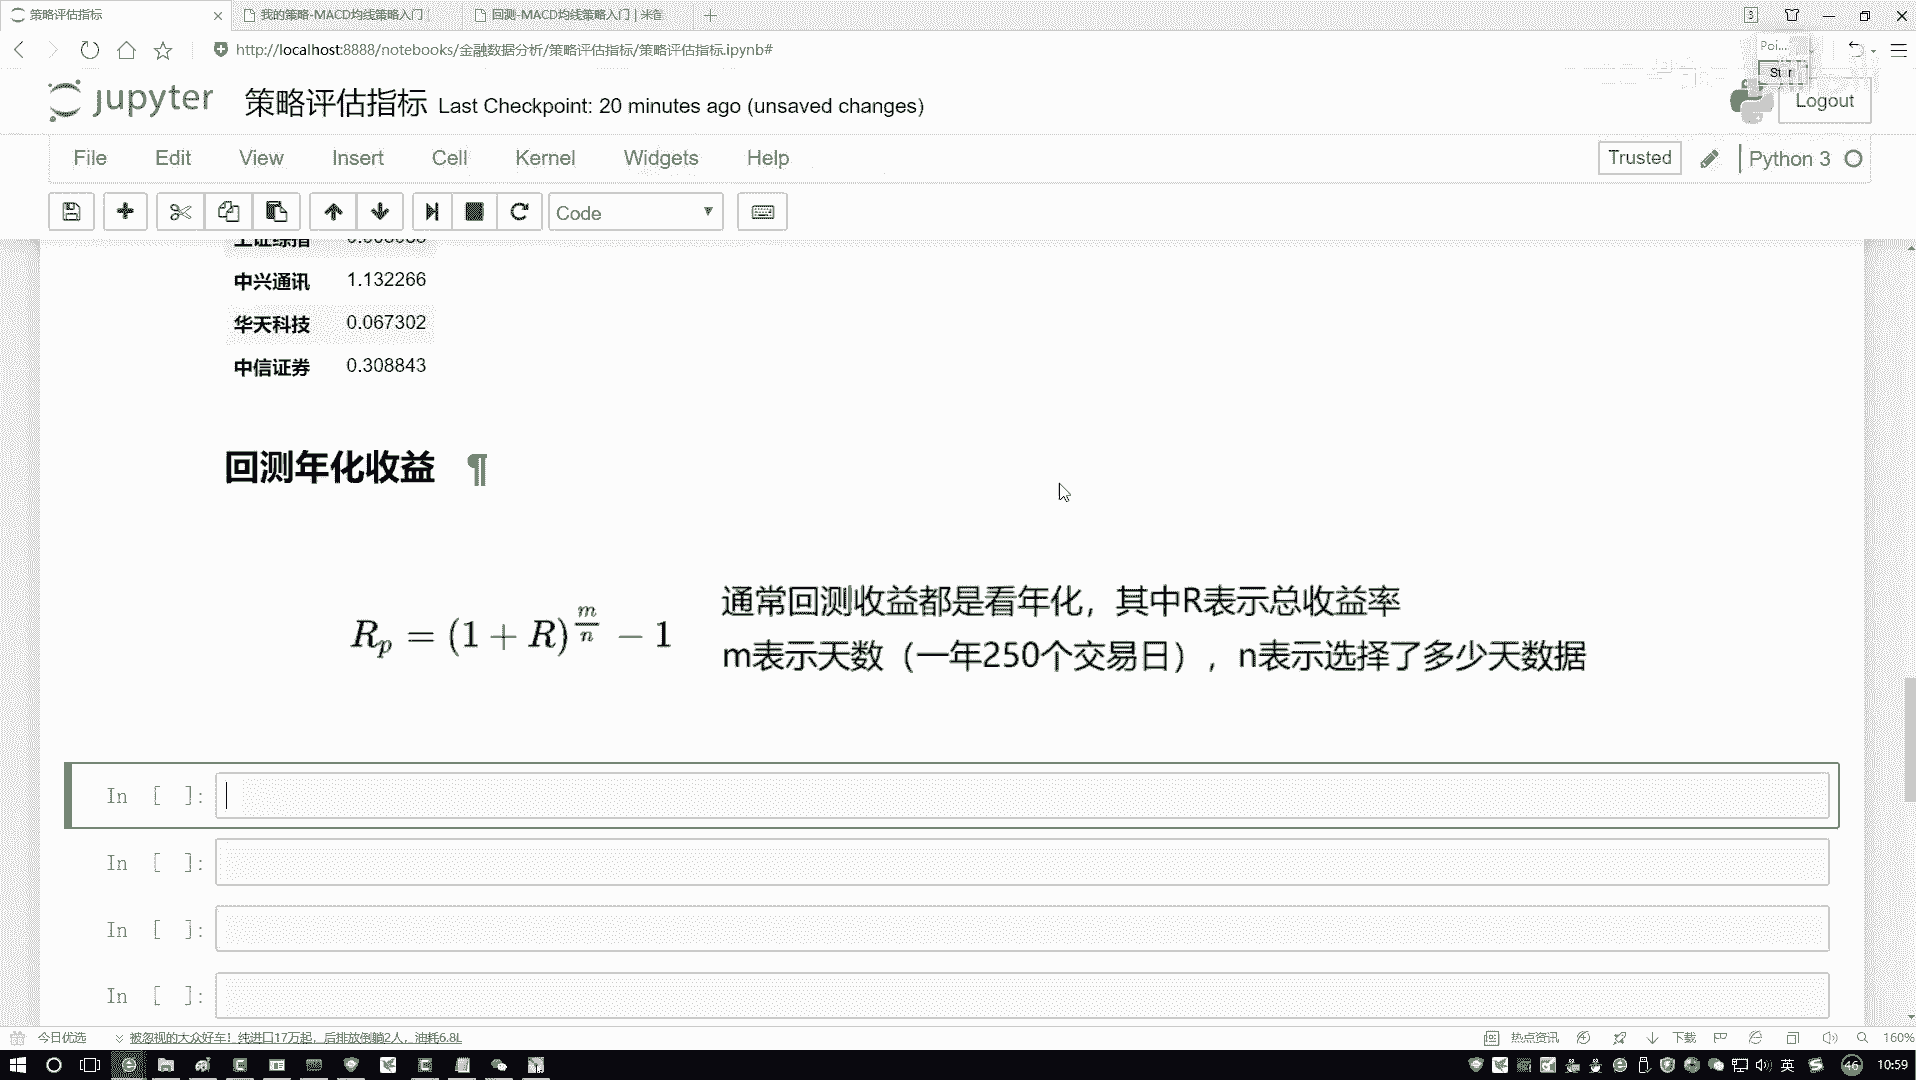 策略评估指标
我的策略-MACD均线策略入门
回测-MACD均线策略入门 | 米筐
http://localhost:8888/notebooks/金融数据分析/策略评估指标/策略评估指标.ipynb#
Poi...
jupyter 策略评估指标 Last Checkpoint: 20 minutes ago (unsaved changes)
Logout
File Edit View Insert Cell Kernel Widgets Help
Trusted Python 3
Code
上证综指
中兴通讯 1.132266
华天科技 0.067302
中信证券 0.308843
回测年化收益 ¶
R_p = (1 + R)^{m/n} − 1
通常回测收益都是看年化，其中R表示总收益率
m表示天数（一年250个交易日），n表示选择了多少天数据
In [ ]:
In [ ]:
In [ ]:
In [ ]:
今日优选 被忽视的大众好车！纯进口17万起，后排放倒躺2人，油耗6.8L
热点资讯 下载 160%
英 46 10:59